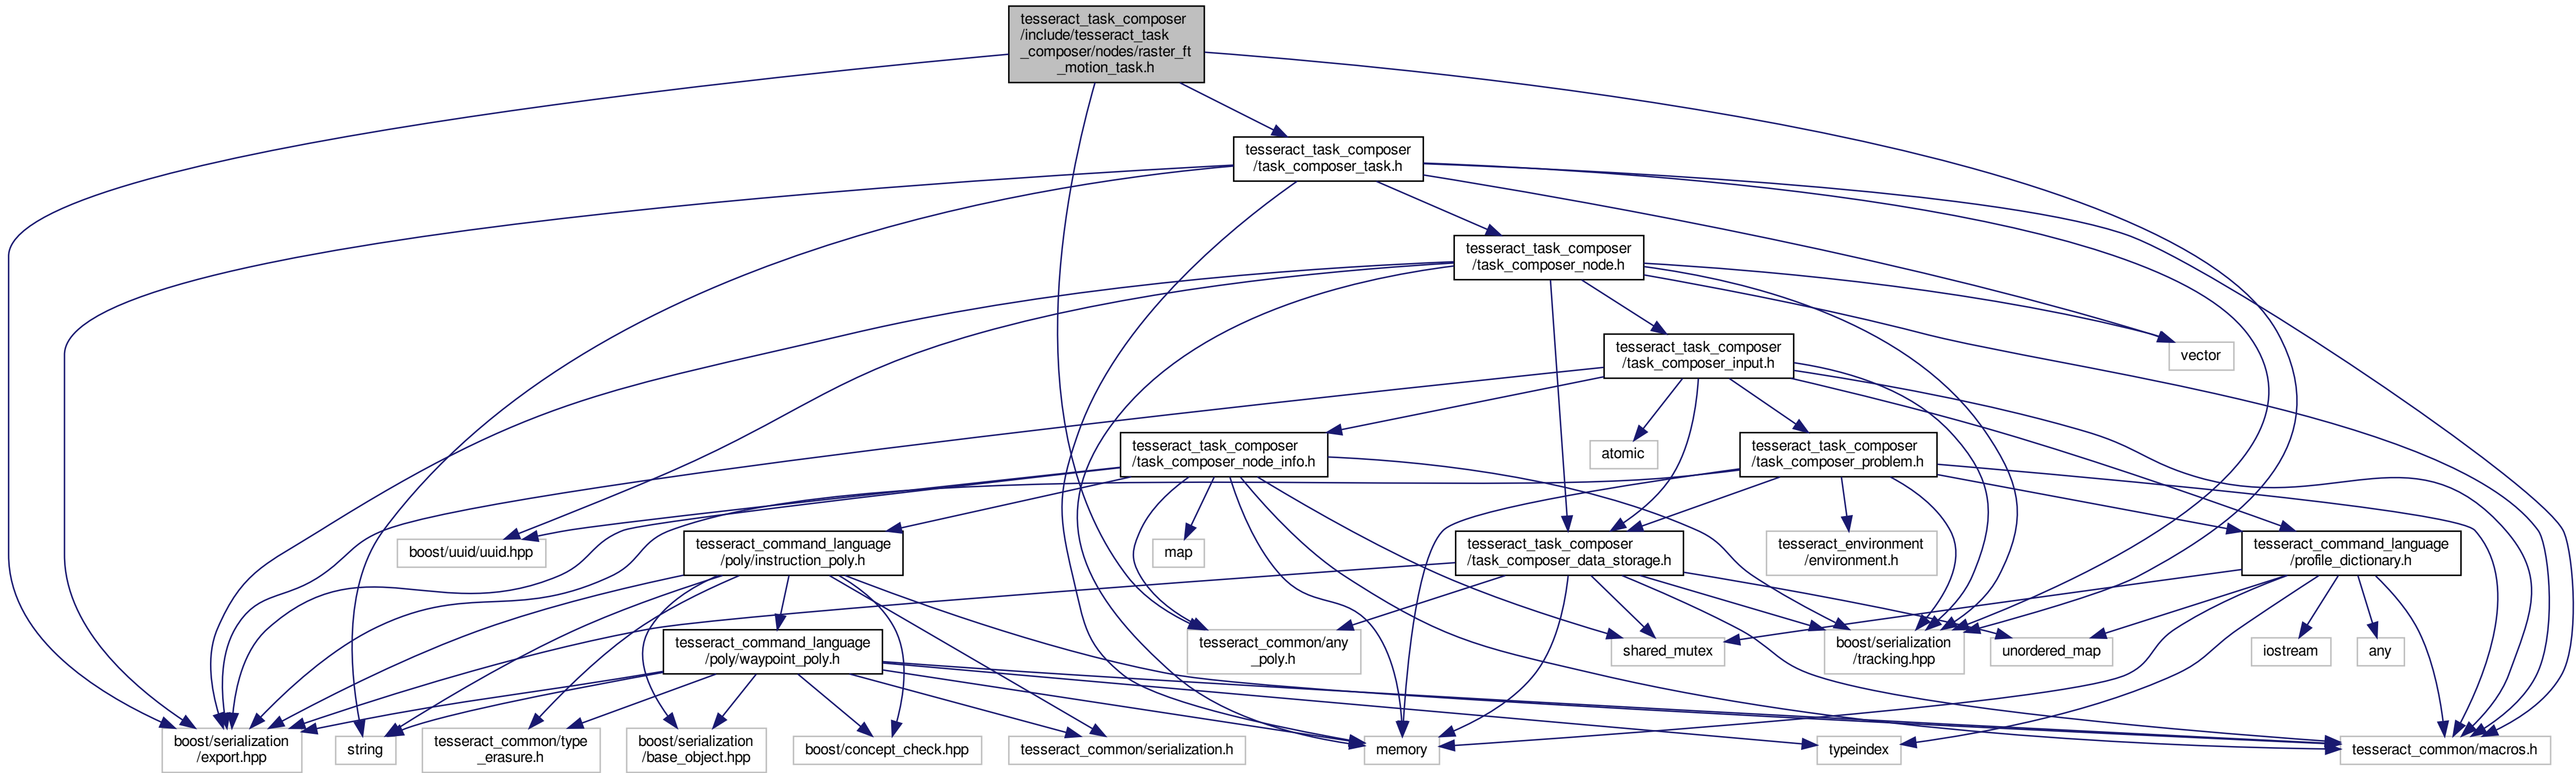 tesseract_task_composer
/include/tesseract_task
_composer/nodes/raster_ft
_motion_task.h
tesseract_task_composer
/task_composer_task.h
tesseract_task_composer
/task_composer_node.h
tesseract_task_composer
/task_composer_input.h
vector
tesseract_task_composer
/task_composer_node_info.h
atomic
tesseract_task_composer
/task_composer_problem.h
boost/uuid/uuid.hpp
tesseract_command_language
/poly/instruction_poly.h
map
tesseract_task_composer
/task_composer_data_storage.h
tesseract_environment
/environment.h
tesseract_command_language
/profile_dictionary.h
tesseract_command_language
/poly/waypoint_poly.h
tesseract_common/any
_poly.h
shared_mutex
boost/serialization
/tracking.hpp
unordered_map
iostream
any
boost/serialization
/export.hpp
string
tesseract_common/type
_erasure.h
boost/serialization
/base_object.hpp
boost/concept_check.hpp
tesseract_common/serialization.h
memory
typeindex
tesseract_common/macros.h